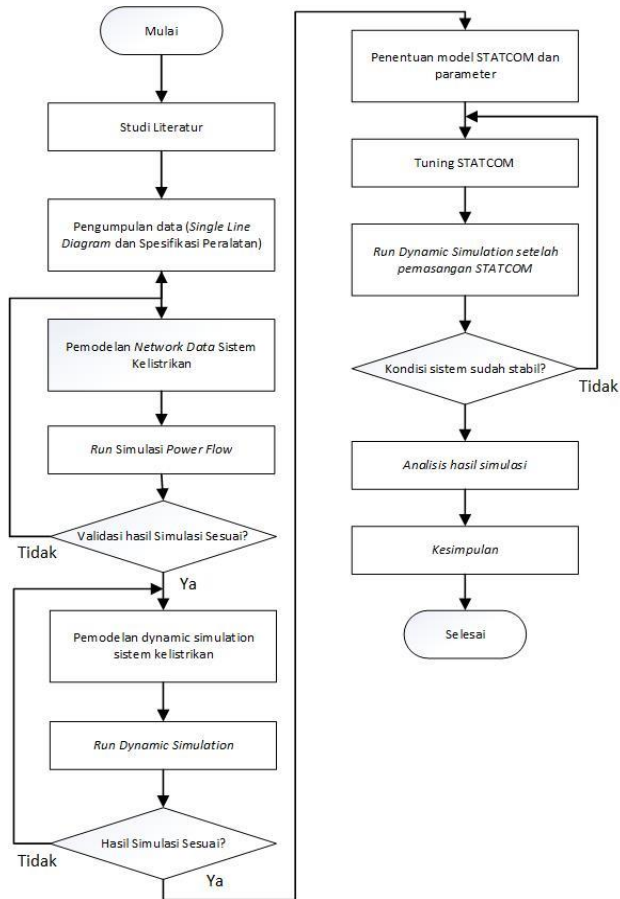 Mulai
Studi Literatur
Pengumpulan data (Single Line
Diagram dan Spesifikasi Peralatan)
Pemodelan Network Data Sistem
Kelistrikan
Run Simulasi Power Flow
Validasi hasil Simulasi Sesuai?
Tidak
Ya
Pemodelan dynamic simulation
sistem kelistrikan
Run Dynamic Simulation
Hasil Simulasi Sesuai?
Tidak
Ya
Penentuan model STATCOM dan
parameter
Tuning STATCOM
Run Dynamic Simulation setelah
pemasangan STATCOM
Kondisi sistem sudah stabil?
Tidak
Analisis hasil simulasi
Kesimpulan
Selesai